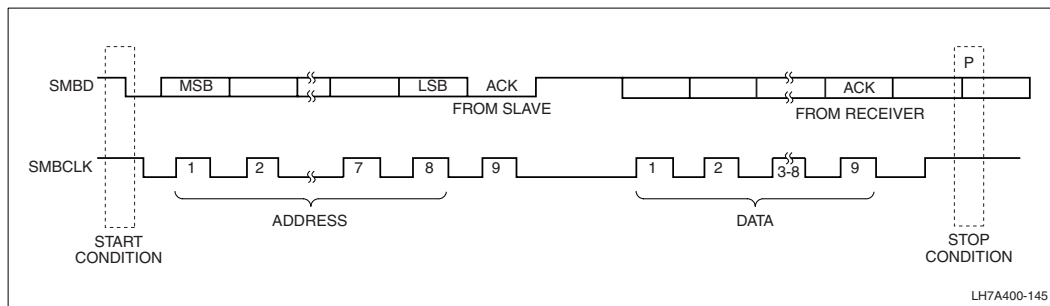 P
SMBD MSB LSB ACK ACK
FROM SLAVE FROM RECEIVER
SMBCLK 1 2 7 8 9 1 2 3-8 9
ADDRESS DATA
START CONDITION STOP CONDITION
LH7A400-145